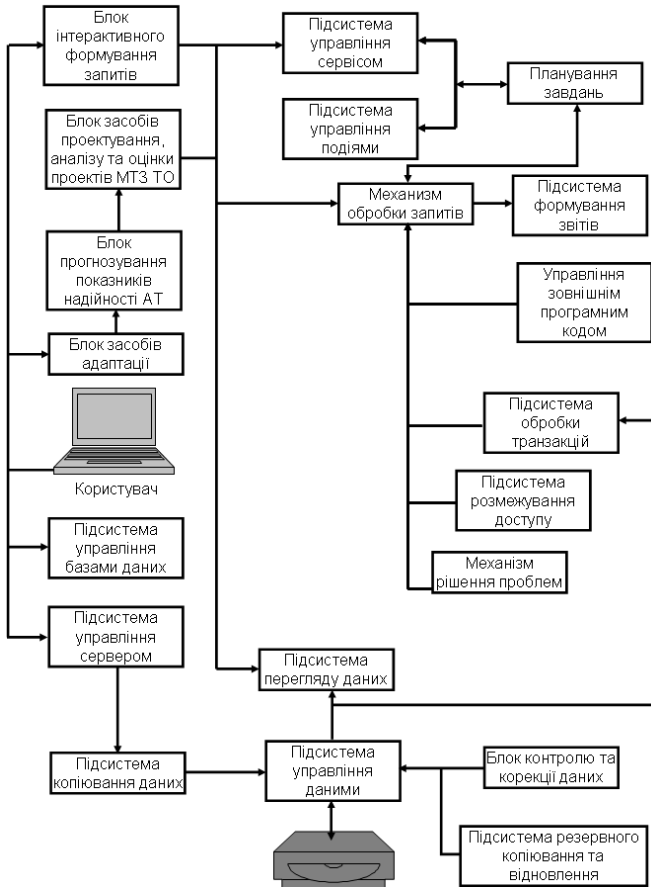 Блок
інтерактивного
формування
запитів
Підсистема
управління
сервісом
Планування
завдань
Блок засобів
проектування,
аналізу та оцінки
проектів МТЗ ТО
Підсистема
управління
подіями
Механизм
обробки запитів
Підсистема
формування
звітів
Блок
прогнозування
показників
надійності АТ
Управління
зовнішнім
програмним
кодом
Блок засобів
адаптації
Підсистема
обробки
транзакцій
Користувач
Підсистема
розмежування
доступу
Підсистема
управління
базами даних
Механізм
рішення проблем
Підсистема
управління
сервером
Підсистема
перегляду даних
Підсистема
копіювання даних
Підсистема
управління
даними
Блок контролю та
корекції даних
Підсистема резервного
копіювання та
відновлення